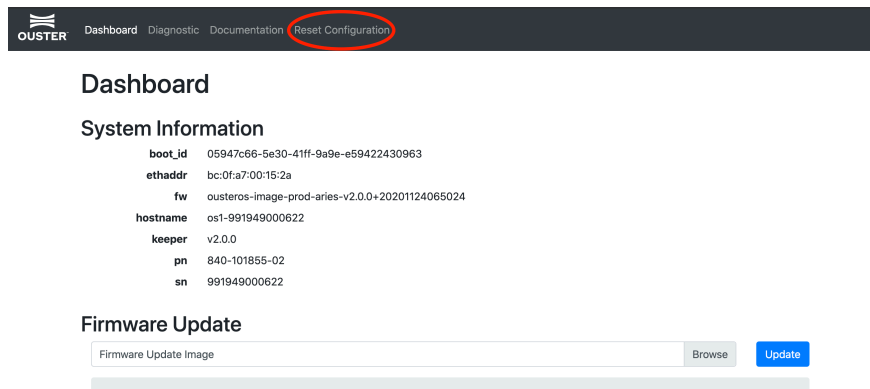 OUSTER Dashboard Diagnostic Documentation Reset Configuration
Dashboard
System Information
boot_id 05947c66-5e30-41ff-9a9e-e59422430963
ethaddr bc:0f:a7:00:15:2a
fw ousteros-image-prod-aries-v2.0.0+20201124065024
hostname os1-991949000622
keeper v2.0.0
pn 840-101855-02
sn 991949000622
Firmware Update
Firmware Update Image Browse Update